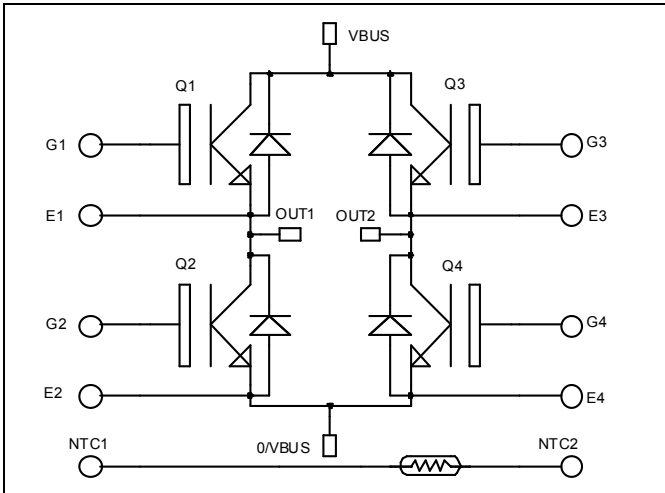 VBUS
Q1
Q3
G1
G3
E1
OUT1
OUT2
E3
Q2
Q4
G2
G4
E2
E4
0/VBUS
NTC1
NTC2